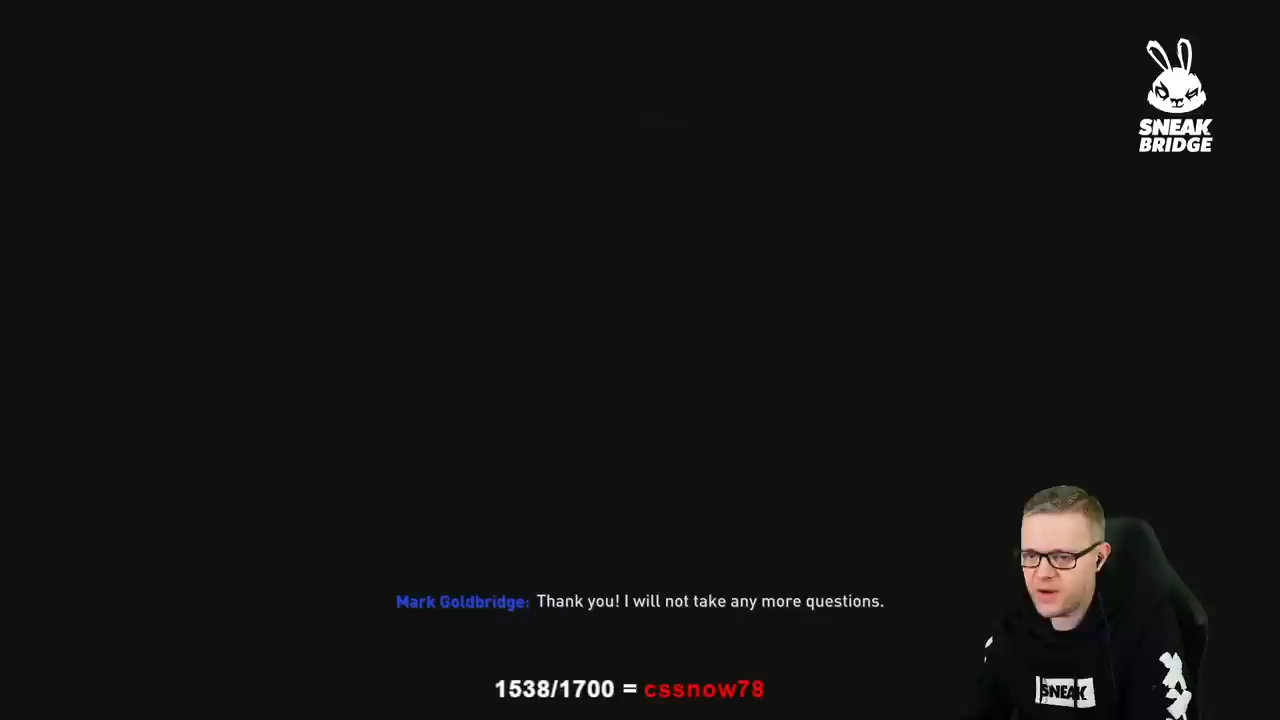 SNEAK
BRIDGE
Mark Goldbridge: Thank you! I will not take any more questions.
1538/1700 = cssnow78
SNEAK